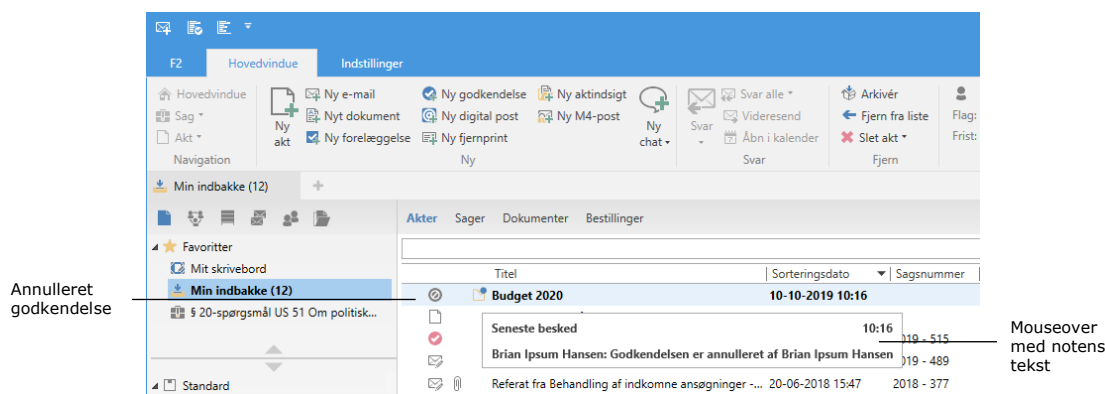 F2 Hovedvindue Indstillinger
Hovedvindue
Sag
Akt
Navigation
Ny
akt
Ny e-mail
Nyt dokument
Ny forelæggelse
Ny godkendelse
Ny digital post
Ny fjernprint
Ny aktindsigt
Ny M4-post
Ny
chat
Ny
Svar
Svar alle
Videresend
Åbn i kalender
Svar
Arkivér
Fjern fra liste
Slet akt
Fjern
Flag:
Frist:
Min indbakke (12)
Akter Sager Dokumenter Bestillinger
Favoritter
Mit skrivebord
Min indbakke (12)
§ 20-spørgsmål US 51 Om politisk...
Standard
Titel Sorteringsdato Sagsnummer
Budget 2020 10-10-2019 10:16
Seneste besked 10:16
Brian Ipsum Hansen: Godkendelsen er annulleret af Brian Ipsum Hansen
019 - 515
019 - 489
Referat fra Behandling af indkomne ansøgninger -... 20-06-2018 15:47 2018 - 377
Annulleret
godkendelse
Mouseover
med notens
tekst